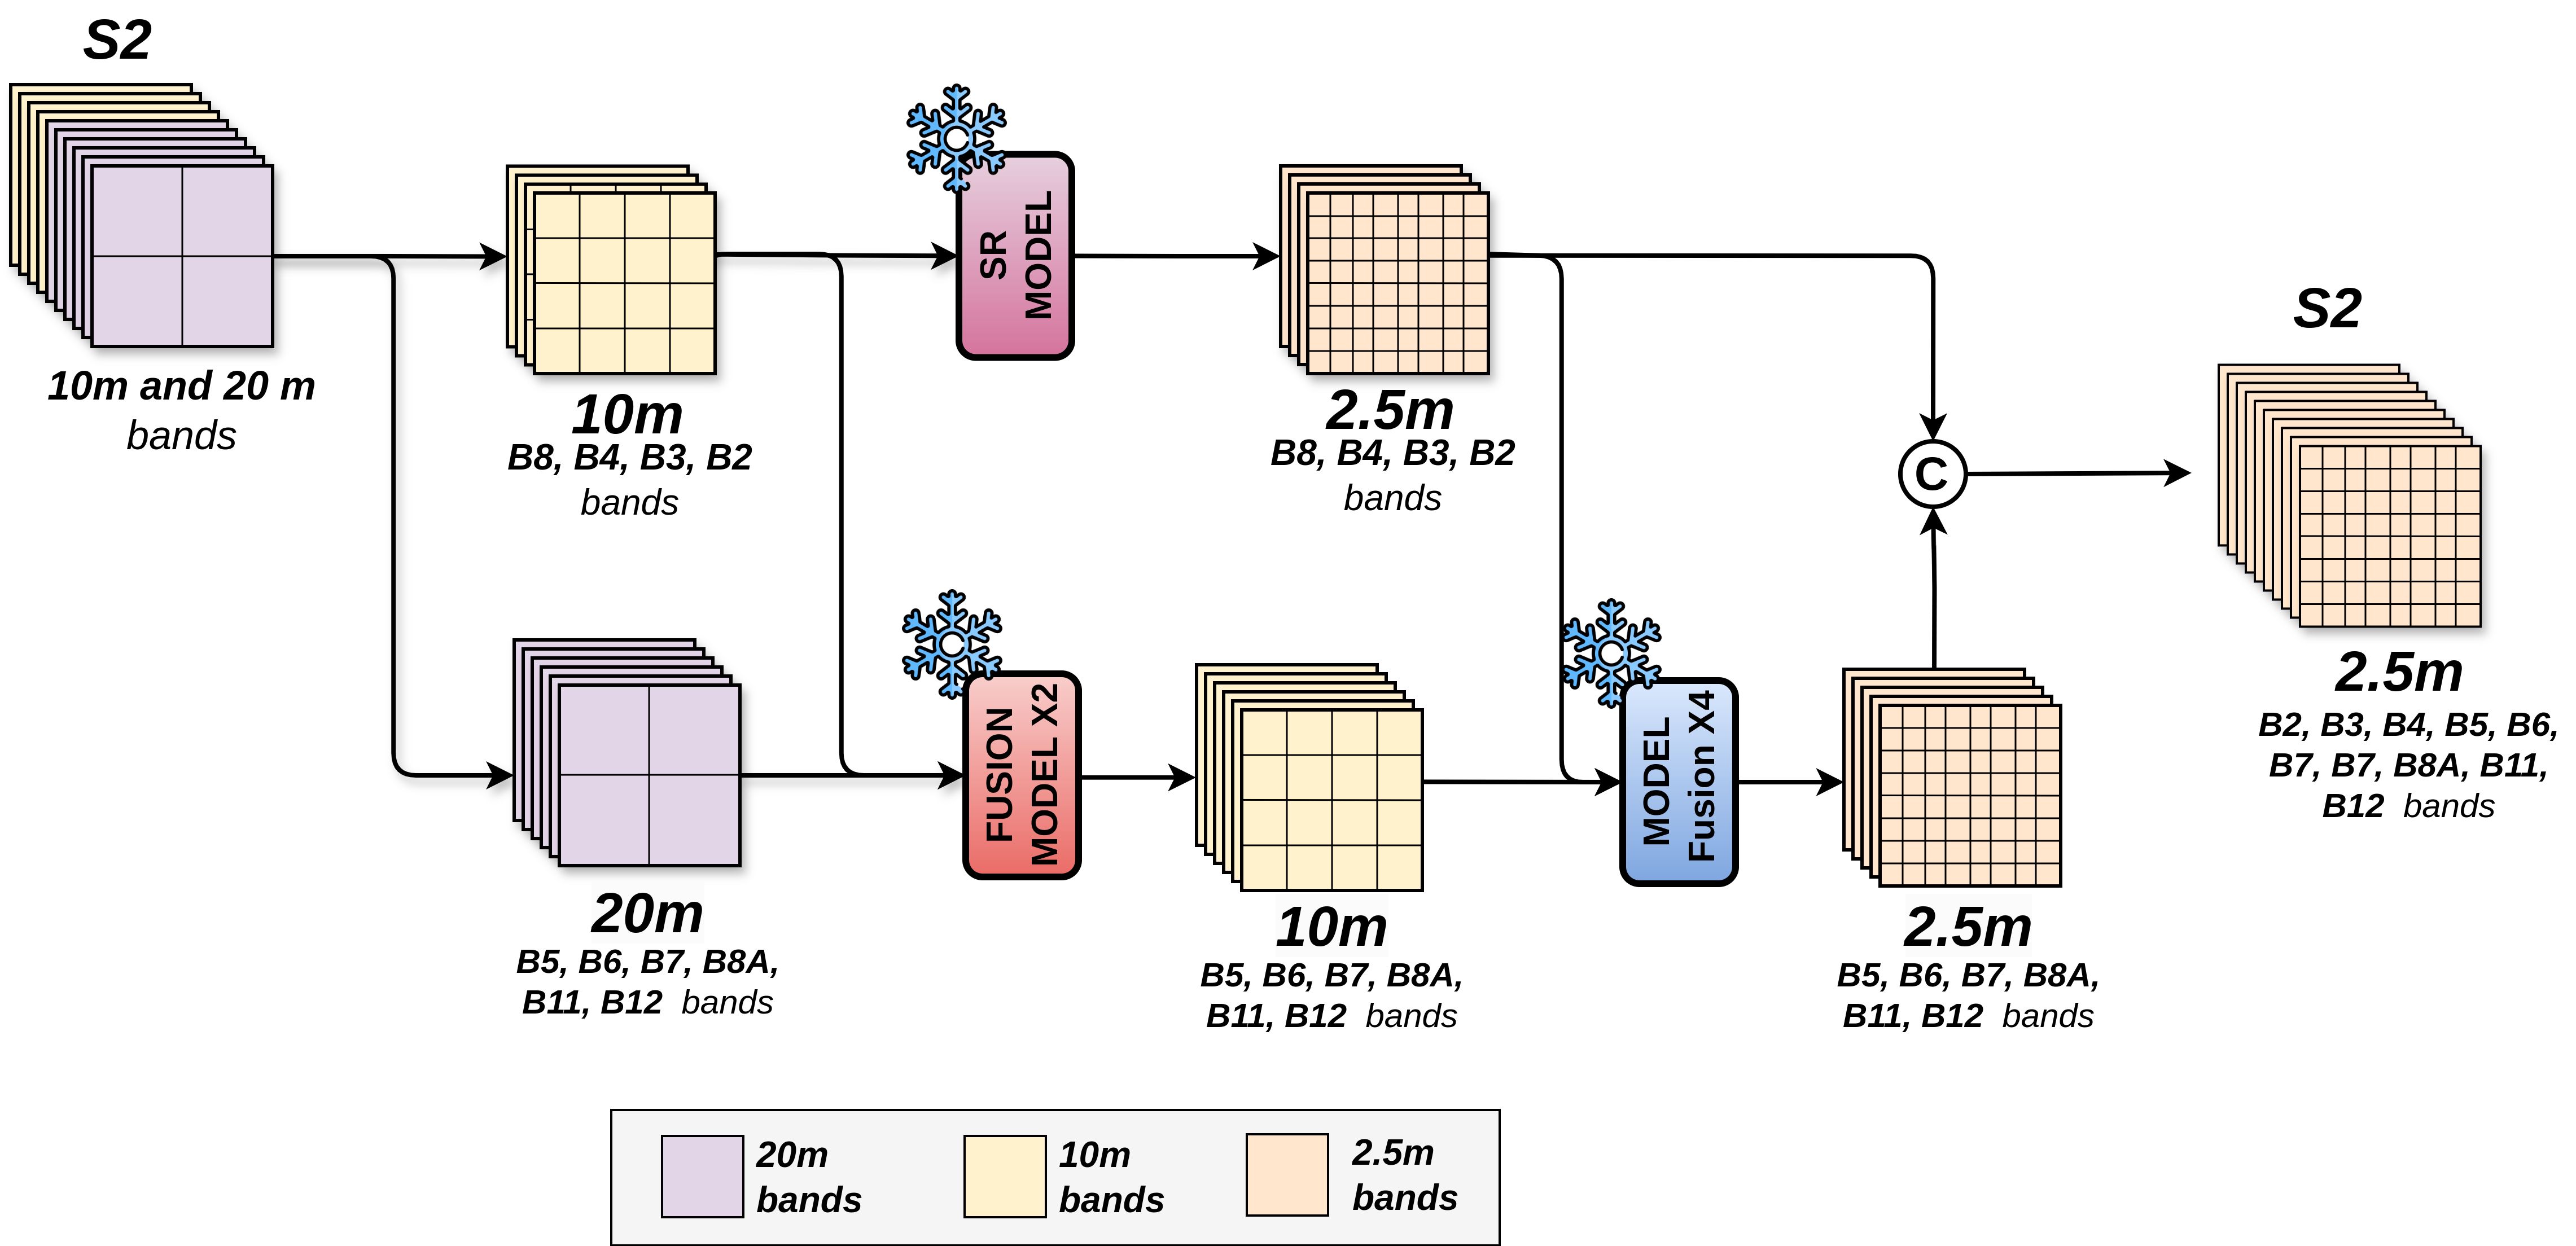 S2
10m and 20 m
bands
10m
B8, B4, B3, B2
bands
SR
MODEL
2.5m
B8, B4, B3, B2
bands
C
S2
2.5m
B2, B3, B4, B5, B6,
B7, B7, B8A, B11,
B12 bands
20m
B5, B6, B7, B8A,
B11, B12 bands
FUSION
MODEL X2
10m
B5, B6, B7, B8A,
B11, B12 bands
MODEL
Fusion X4
2.5m
B5, B6, B7, B8A,
B11, B12 bands
20m
bands
10m
bands
2.5m
bands